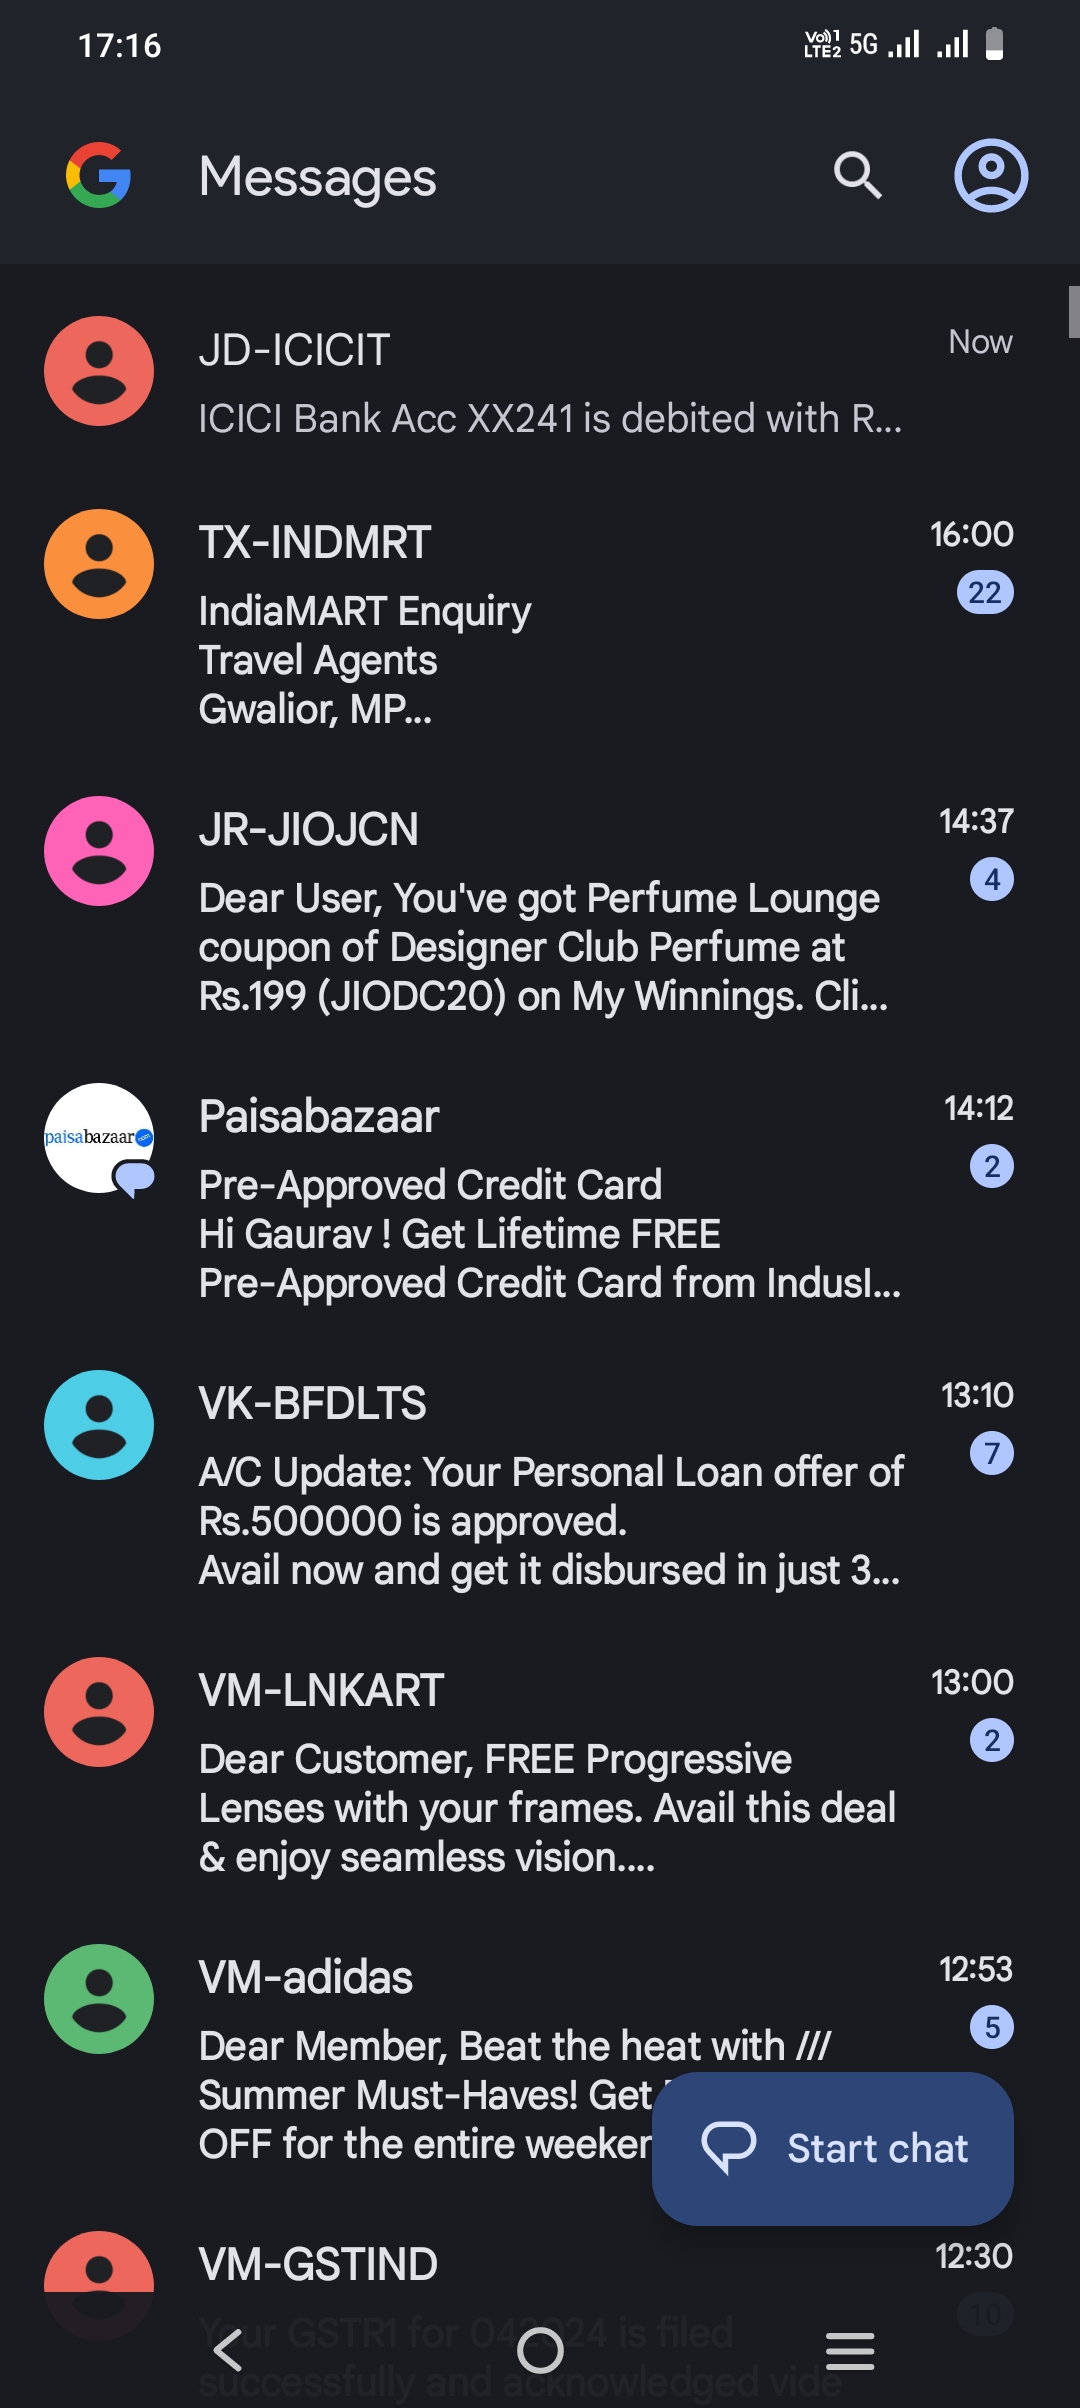 17:16
Vo)) 1
LTE2 5G
Messages
JD-ICICIT
Now
ICICI Bank Acc XX241 is debited with R...
TX-INDMRT
16:00
22
IndiaMART Enquiry
Travel Agents
Gwalior, MP...
JR-JIOJCN
14:37
4
Dear User, You've got Perfume Lounge
coupon of Designer Club Perfume at
Rs.199 (JIODC20) on My Winnings. Cli...
paisabazaar
Paisabazaar
14:12
2
Pre-Approved Credit Card
Hi Gaurav ! Get Lifetime FREE
Pre-Approved Credit Card from IndusI...
VK-BFDLTS
13:10
7
A/C Update: Your Personal Loan offer of
Rs.500000 is approved.
Avail now and get it disbursed in just 3...
VM-LNKART
13:00
2
Dear Customer, FREE Progressive
Lenses with your frames. Avail this deal
& enjoy seamless vision....
VM-adidas
12:53
5
Dear Member, Beat the heat with ///
Summer Must-Haves! Get
OFF for the entire
Start chat
VM-GSTIND
12:30
10
Your GSTR1 for 042024 is filed
successfully and acknowledged vide